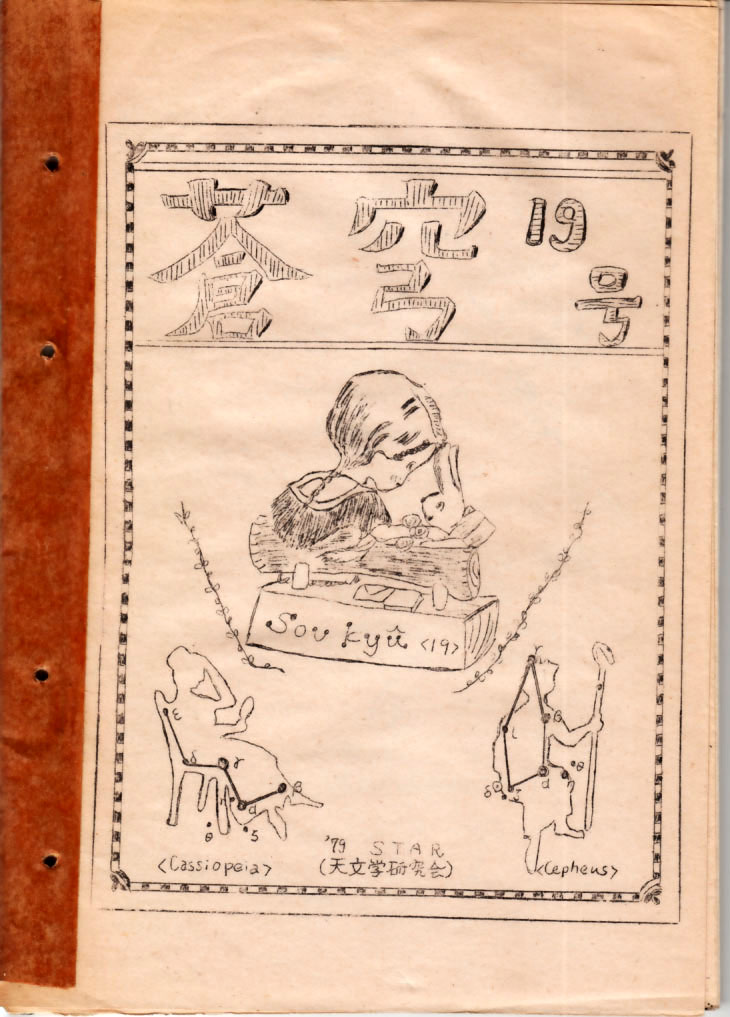 蒼穹 19
号
Sou kyû <19>
ε
δ
γ
η
α
β
θ
ζ
γ
ι
β
θ
α
δ
ζ
'79 STAR
<Cassiopeia>
(天文学研究会)
<Cepheus>